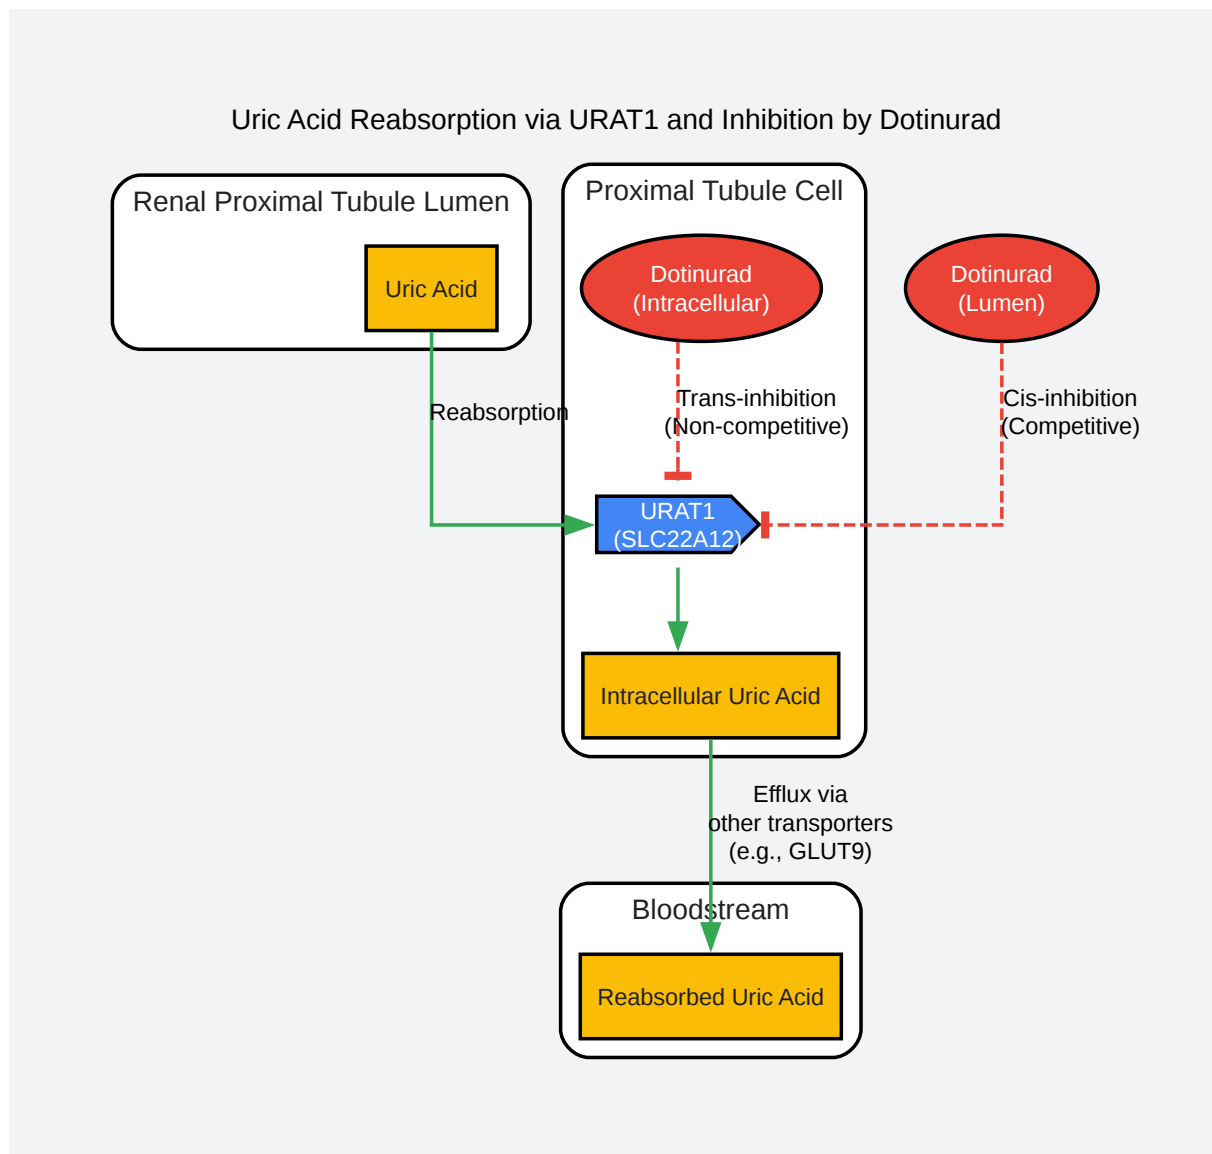 Uric Acid Reabsorption via URAT1 and Inhibition by Dotinurad
Renal Proximal Tubule Lumen
Uric Acid
Proximal Tubule Cell
Dotinurad
(Intracellular)
Dotinurad
(Lumen)
Reabsorption
Trans-inhibition
(Non-competitive)
Cis-inhibition
(Competitive)
URAT1
(SLC22A12)
Intracellular Uric Acid
Efflux via
other transporters
(e.g., GLUT9)
Bloodstream
Reabsorbed Uric Acid